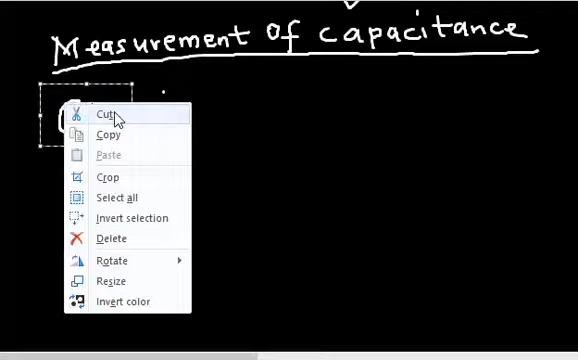 Measurement of capacitance
Cut
Copy
Paste
Crop
Select all
Invert selection
Delete
Rotate
Resize
Invert color